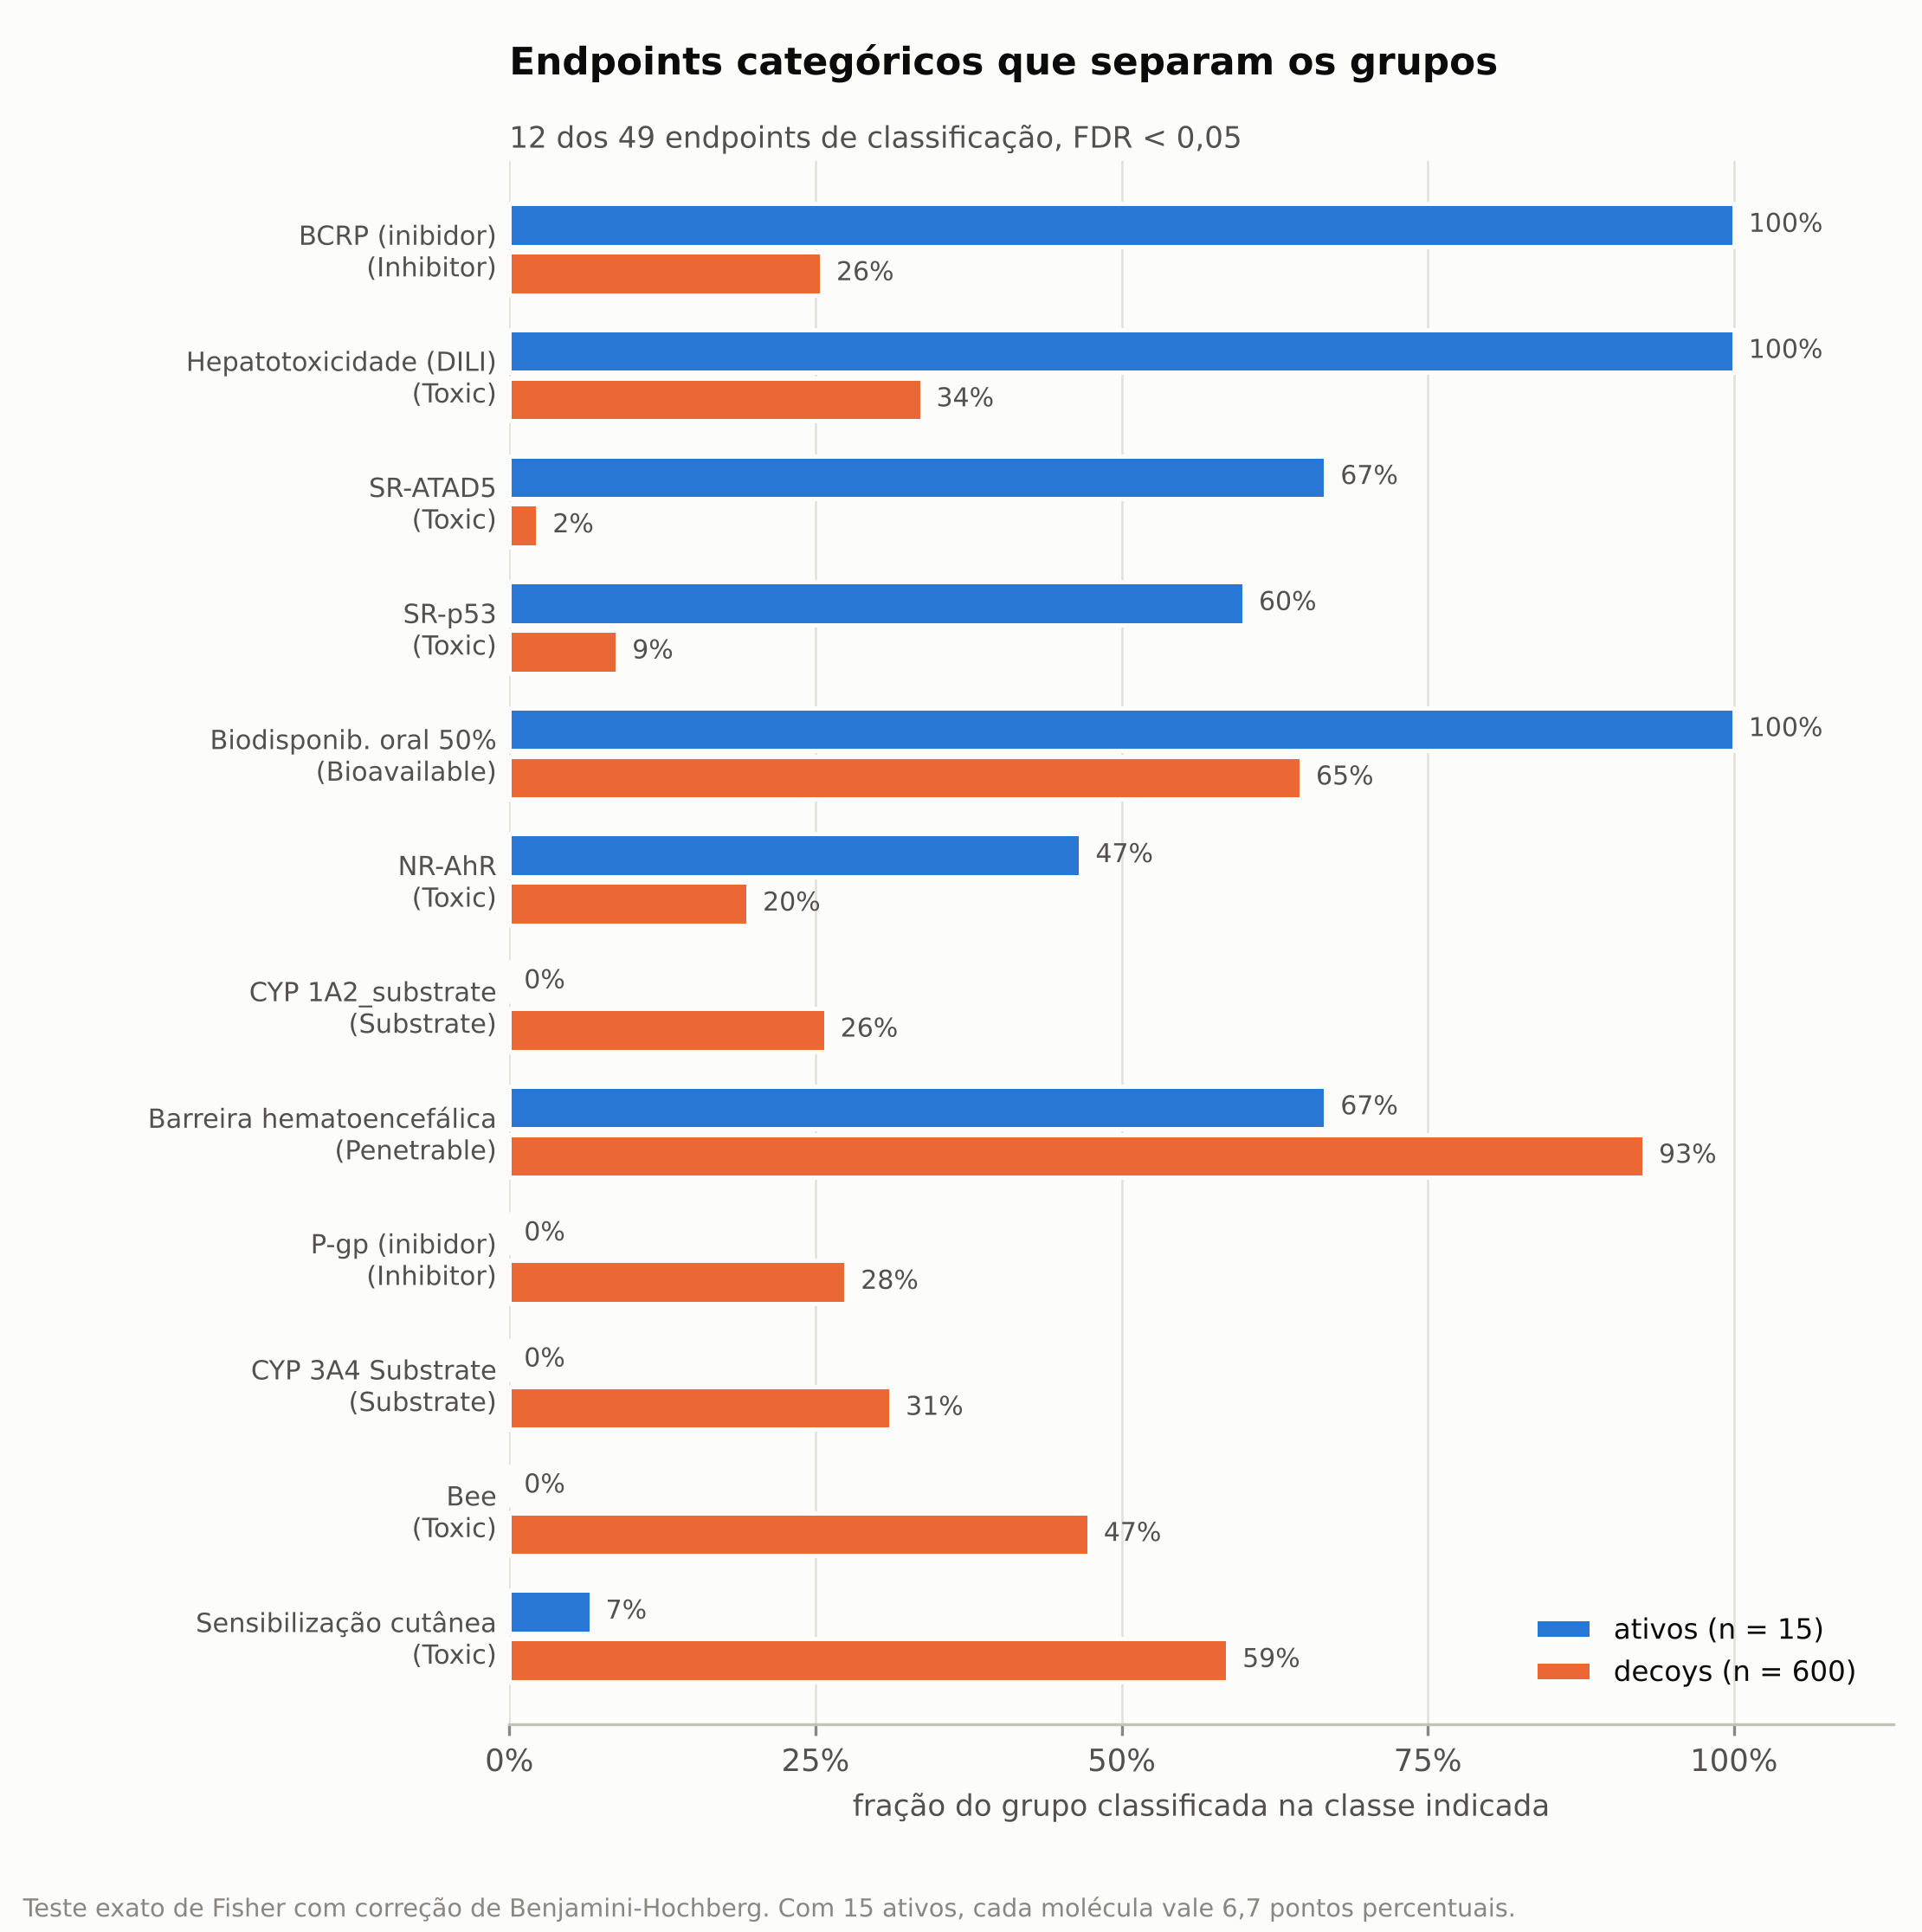 Endpoints categóricos que separam os grupos
12 dos 49 endpoints de classificação, FDR < 0,05
BCRP (inibidor)
(Inhibitor)
100%
26%
Hepatotoxicidade (DILI)
(Toxic)
100%
34%
SR-ATAD5
(Toxic)
67%
2%
SR-p53
(Toxic)
60%
9%
Biodisponib. oral 50%
(Bioavailable)
100%
65%
NR-AhR
(Toxic)
47%
20%
CYP 1A2_substrate
(Substrate)
0%
26%
Barreira hematoencefálica
(Penetrable)
67%
93%
P-gp (inibidor)
(Inhibitor)
0%
28%
CYP 3A4 Substrate
(Substrate)
0%
31%
Bee
(Toxic)
0%
47%
Sensibilização cutânea
(Toxic)
7%
59%
ativos (n = 15)
decoys (n = 600)
0% 25% 50% 75% 100%
fração do grupo classificada na classe indicada
Teste exato de Fisher com correção de Benjamini-Hochberg. Com 15 ativos, cada molécula vale 6,7 pontos percentuais.